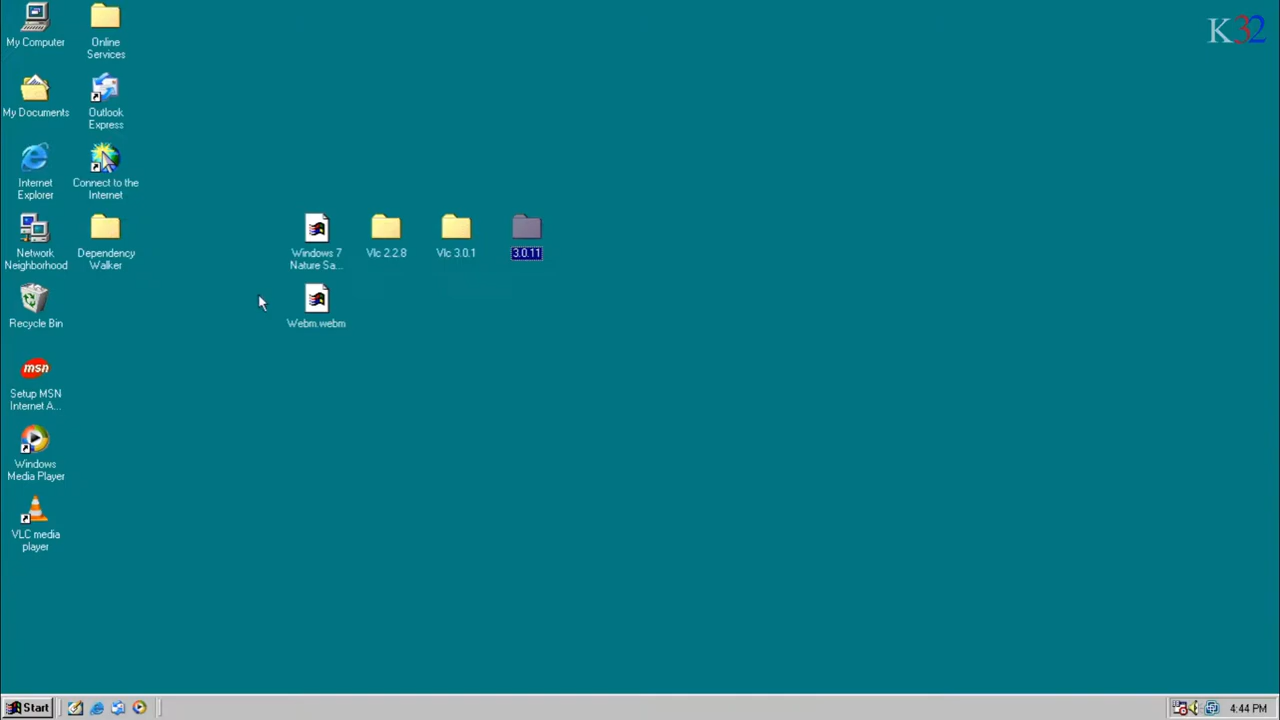 My Computer
Online
Services
K32
My Documents
Outlook
Express
Internet
Explorer
Connect to the
Internet
Network
Neighborhood
Dependency
Walker
Windows 7
Nature Sa...
Vlc 2.2.8
Vlc 3.0.1
3.0.11
Recycle Bin
Webm.webm
msn
Setup MSN
Internet A...
Windows
Media Player
VLC media
player
Start
4:44 PM